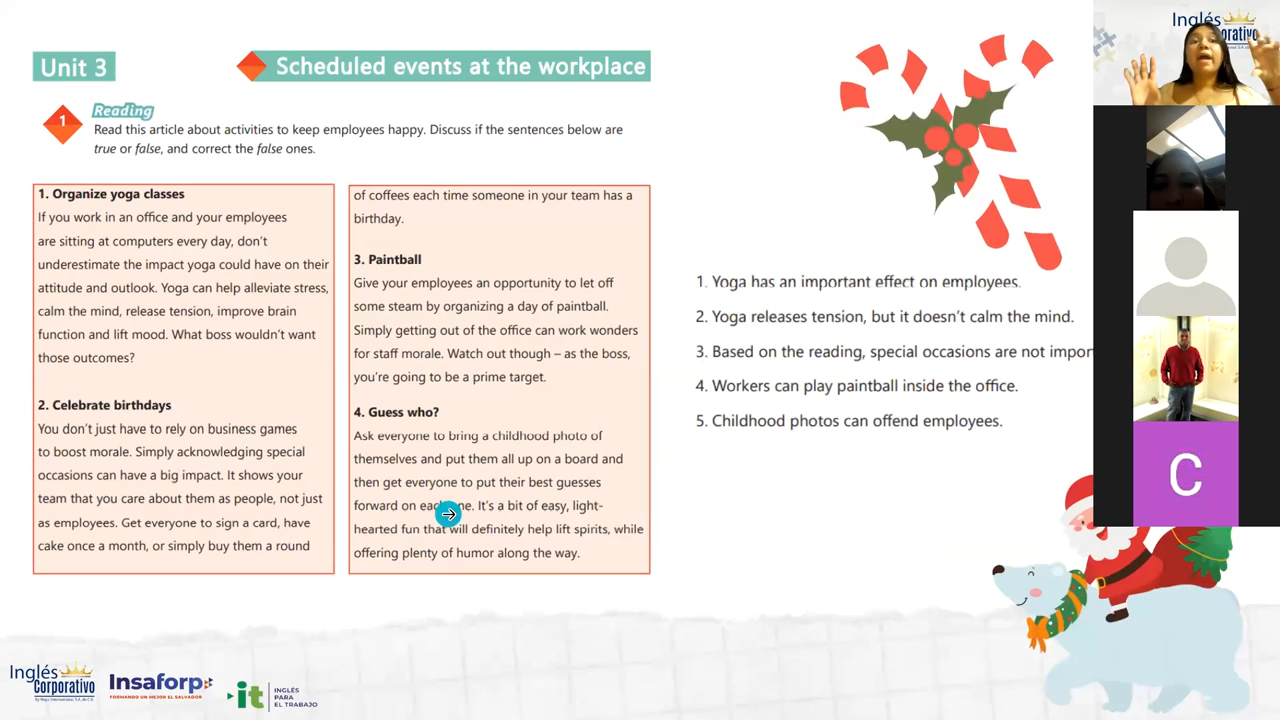 Unit 3
Scheduled events at the workplace
1
Reading
Read this article about activities to keep employees happy. Discuss if the sentences below are
true or false, and correct the false ones.
1. Organize yoga classes
If you work in an office and your employees
are sitting at computers every day, don't
underestimate the impact yoga could have on their
attitude and outlook. Yoga can help alleviate stress,
calm the mind, release tension, improve brain
function and lift mood. What boss wouldn't want
those outcomes?
2. Celebrate birthdays
You don't just have to rely on business games
to boost morale. Simply acknowledging special
occasions can have a big impact. It shows your
team that you care about them as people, not just
as employees. Get everyone to sign a card, have
cake once a month, or simply buy them a round
of coffees each time someone in your team has a
birthday.
3. Paintball
Give your employees an opportunity to let off
some steam by organizing a day of paintball.
Simply getting out of the office can work wonders
for staff morale. Watch out though – as the boss,
you're going to be a prime target.
4. Guess who?
Ask everyone to bring a childhood photo of
themselves and put them all up on a board and
then get everyone to put their best guesses
forward on each one. It's a bit of easy, light-
hearted fun that will definitely help lift spirits, while
offering plenty of humor along the way.
1. Yoga has an important effect on employees.
2. Yoga releases tension, but it doesn't calm the mind.
3. Based on the reading, special occasions are not impor
4. Workers can play paintball inside the office.
5. Childhood photos can offend employees.
Inglés
C
Inglés
Corporativo
Insaforp
FORMANDO UN MEJOR EL SALVADOR
it
INGLÉS
PARA
EL TRABAJO